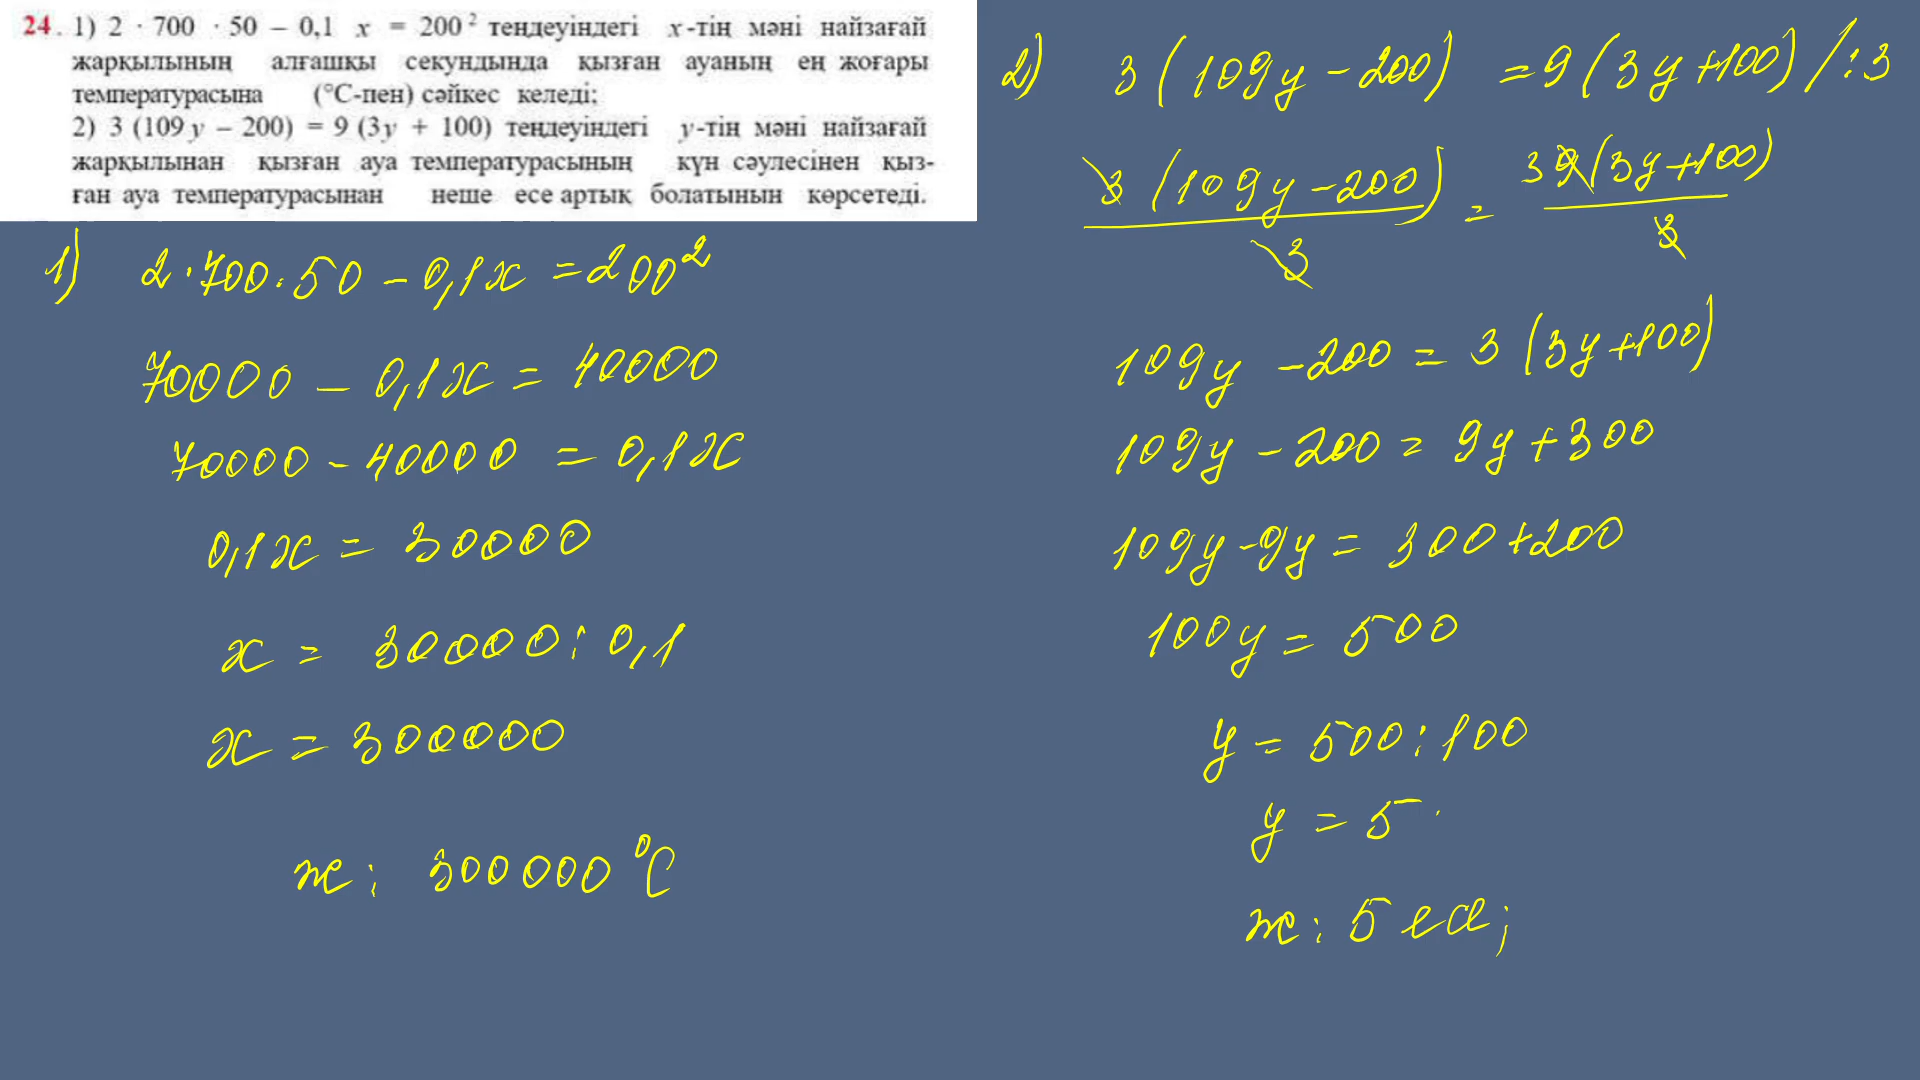 24. 1) 2 · 700 · 50 – 0,1 x = 200² теңдеуіндегі x-тің мәні найзағай
жарқылының алғашқы секундында қызған ауаның ең жоғары
температурасына (°C-пен) сәйкес келеді;
2) 3 (109 y – 200) = 9 (3y + 100) теңдеуіндегі y-тің мәні найзағай
жарқылынан қызған ауа температурасының күн сәулесінен қыз-
ған ауа температурасынан неше есе артық болатынын көрсетеді.
1) 2·700·50 – 0,1x = 200²
70000 – 0,1x = 40000
70000 – 40000 = 0,1x
0,1x = 30000
x = 30000 : 0,1
x = 300000
ж: 300000 °C
2) 3 (109y – 200) = 9 (3y + 100) / : 3
3 (109y – 200) / 3 = 3 9 (3y + 100) / 3
109y – 200 = 3 (3y + 100)
109y – 200 = 9y + 300
109y – 9y = 300 + 200
100y = 500
y = 500 : 100
y = 5
ж: 5 есе;